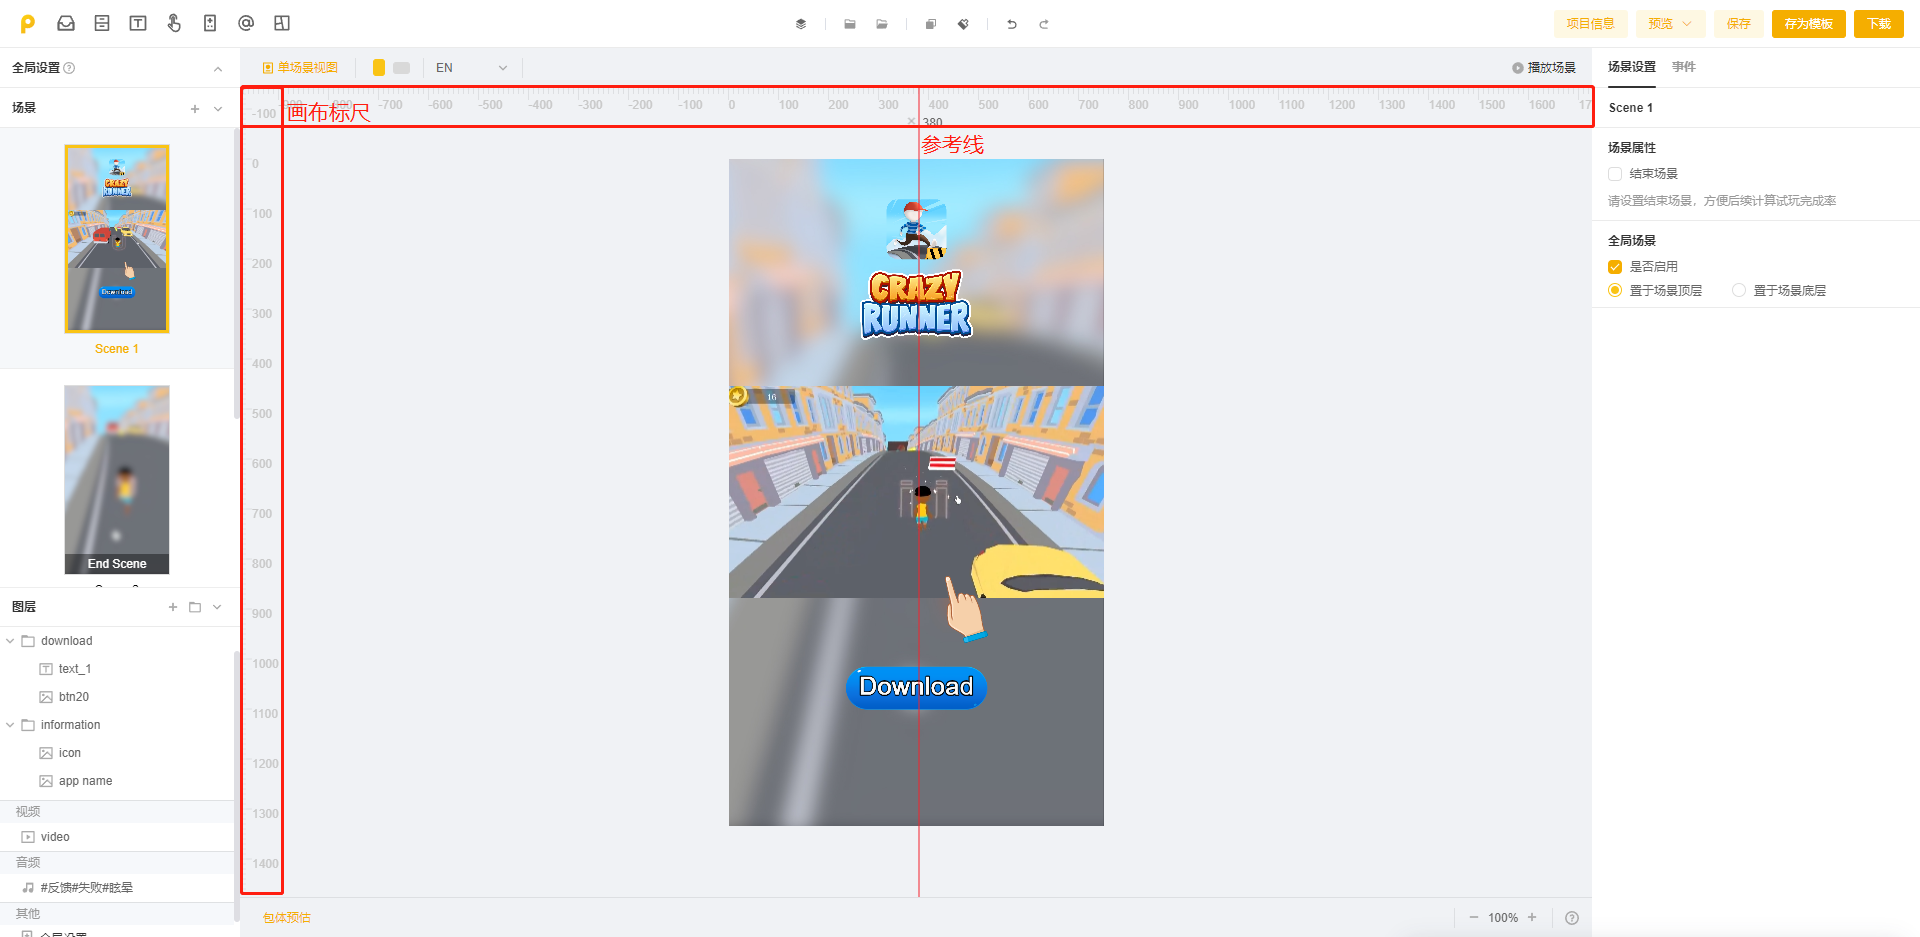 项目信息
预览
保存
存为模板
下载
全局设置
单场景视图
EN
播放场景
场景设置
事件
场景
-700 -600 -500 -400 -300 -200 -100 0 100 200 300 400 500 600 700 800 900 1000 1100 1200 1300 1400 1500 1600
画布标尺
380
参考线
-100
0
100
200
300
400
500
600
700
800
900
1000
1100
1200
1300
1400
CRAZY
RUNNER
Download
Scene 1
End Scene
CRAZY
RUNNER
16
Download
图层
download
text_1
btn20
information
icon
app name
视频
video
音频
#反馈#失败#眩晕
其他
全局设置
包体预估
100%
Scene 1
场景属性
结束场景
请设置结束场景，方便后续计算试玩完成率
全局场景
是否启用
置于场景顶层
置于场景底层